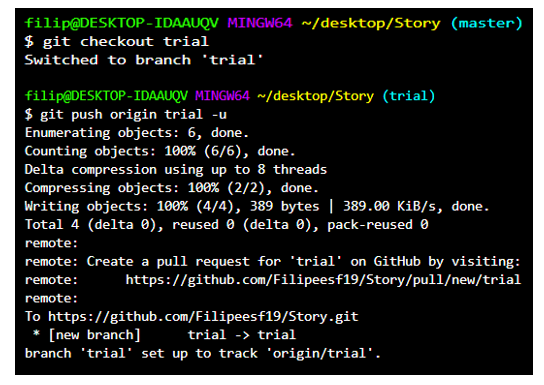 filip@DESKTOP-IDAAUQV MINGW64 ~/desktop/Story (master)
$ git checkout trial
Switched to branch 'trial'
filip@DESKTOP-IDAAUQV MINGW64 ~/desktop/Story (trial)
$ git push origin trial -u
Enumerating objects: 6, done.
Counting objects: 100% (6/6), done.
Delta compression using up to 8 threads
Compressing objects: 100% (2/2), done.
Writing objects: 100% (4/4), 389 bytes | 389.00 KiB/s, done.
Total 4 (delta 0), reused 0 (delta 0), pack-reused 0
remote:
remote: Create a pull request for 'trial' on GitHub by visiting:
remote:      https://github.com/Filipeesf19/Story/pull/new/trial
remote:
To https://github.com/Filipeesf19/Story.git
 * [new branch]      trial -> trial
branch 'trial' set up to track 'origin/trial'.